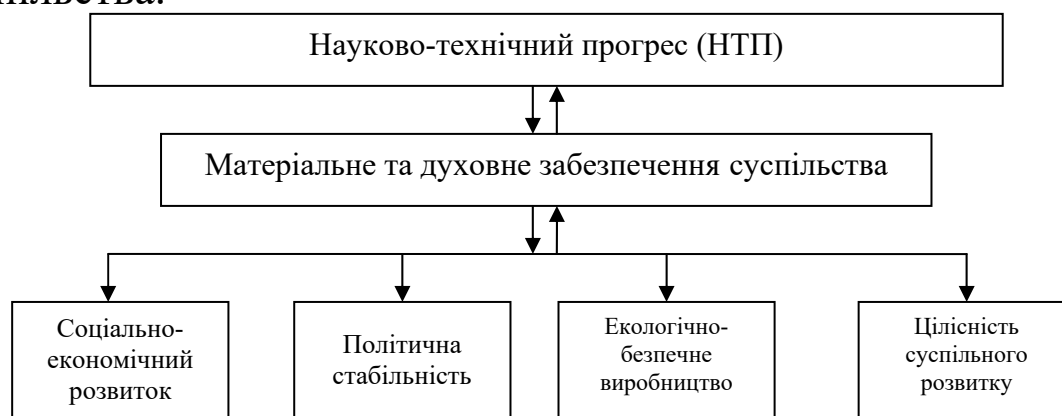 Науково-технічний прогрес (НТП)
Матеріальне та духовне забезпечення суспільства
Соціально-
економічний
розвиток
Політична
стабільність
Екологічно-
безпечне
виробництво
Цілісність
суспільного
розвитку